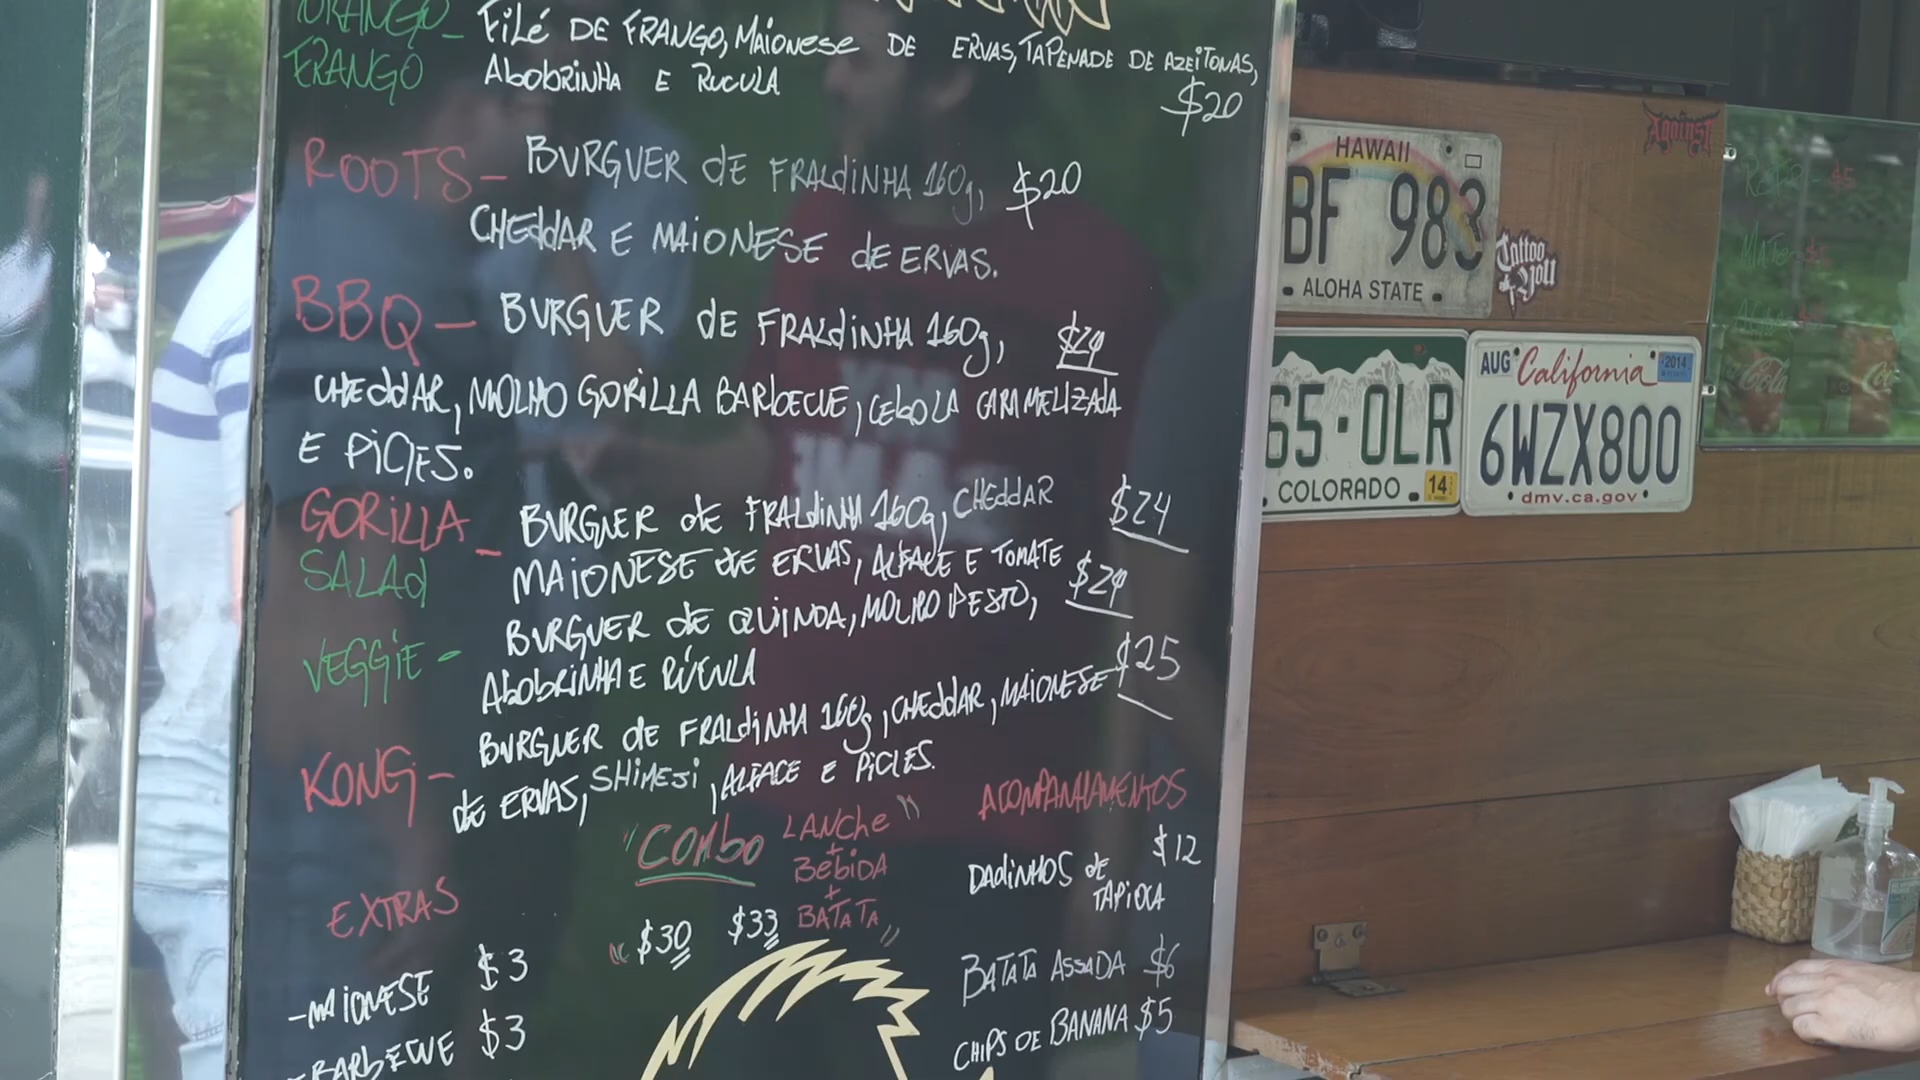 FRANGO
FILÉ DE FRANGO, MAIONESE DE ERVAS, TAPENADE DE AZEITONAS,
ABOBRINHA E RUCULA
$20
ROOTS - BURGUER DE FRALDINHA 160g, $20
CHEDDAR E MAIONESE DE ERVAS.
BBQ - BURGUER DE FRALDINHA 160g, $24
CHEDDAR, MOLHO GORILLA BARBECUE, CEBOLA CARAMELIZADA
E PICLES.
GORILLA SALAD - BURGUER DE FRALDINHA 160g, CHEDDAR $24
MAIONESE DE ERVAS, ALFACE E TOMATE
VEGGIE - BURGUER DE QUINOA, MOLHO PESTO, $24
ABOBRINHA E RÚCULA
KONG - BURGUER DE FRALDINHA 160g, CHEDDAR, MAIONESE $25
DE ERVAS, SHIMEJI, ALFACE E PICLES.
"COMBO LANCHE"
+
BEBIDA
+
BATATA"
"$30 $33
EXTRAS
- MAIONESE $3
- BARBECUE $3
ACOMPANHAMENTOS
DADINHOS DE TAPIOCA $12
BATATA ASSADA $6
CHIPS DE BANANA $5
HAWAII
BF 983
ALOHA STATE
65·OLR
COLORADO 14
AUG California 2014
6WZX800
dmv.ca.gov
Against
Tattoo
You